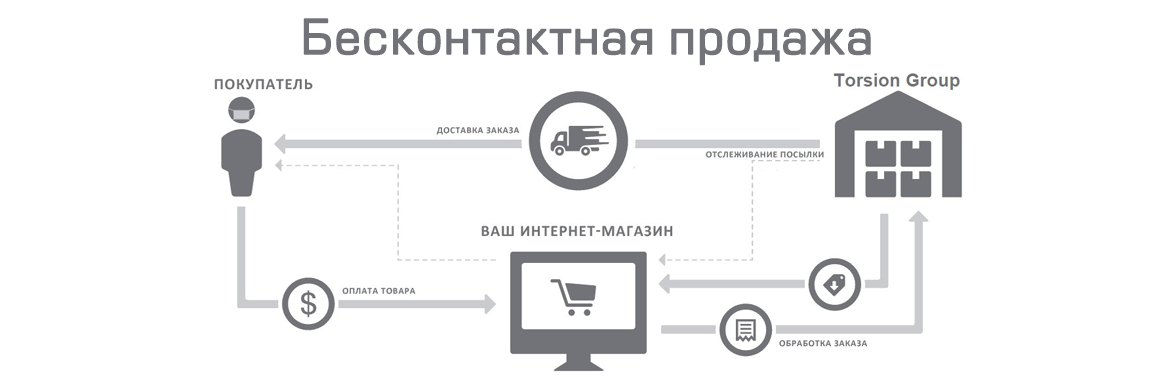 Бесконтактная продажа
ПОКУПАТЕЛЬ
Torsion Group
ДОСТАВКА ЗАКАЗА
ОТСЛЕЖИВАНИЕ ПОСЫЛКИ
ВАШ ИНТЕРНЕТ-МАГАЗИН
$
ОПЛАТА ТОВАРА
ОБРАБОТКА ЗАКАЗА